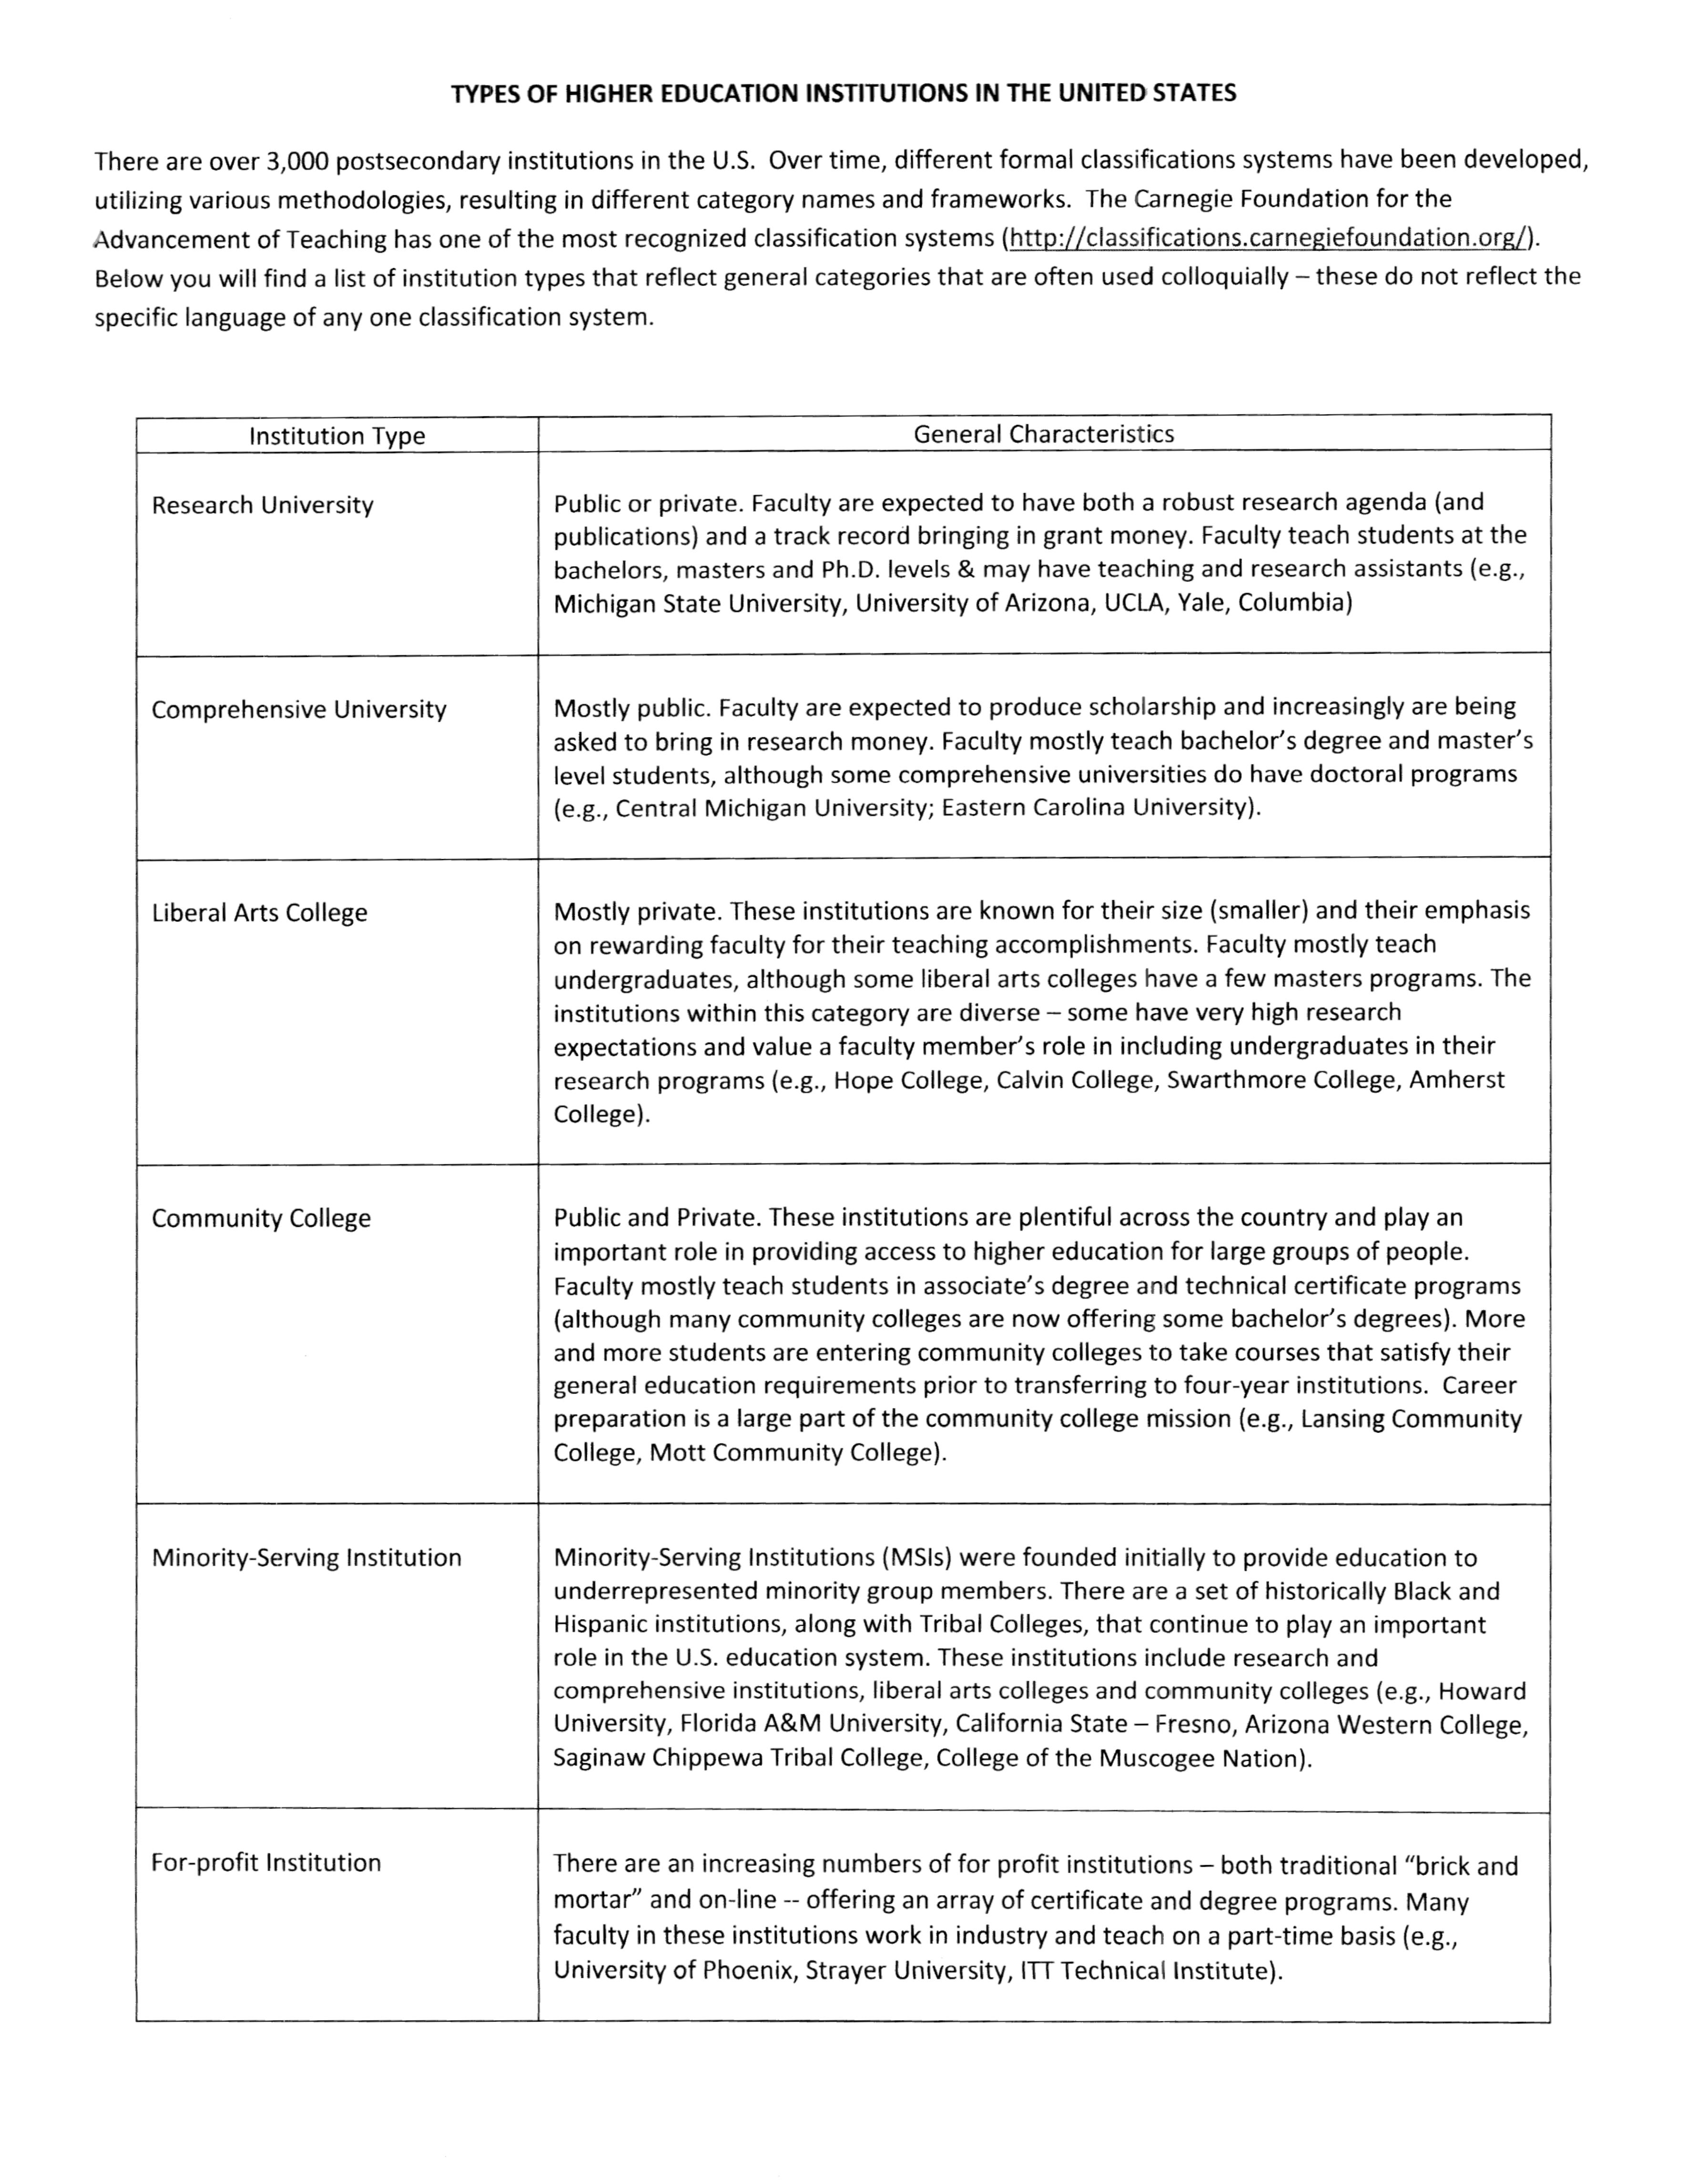 TYPES OF HIGHER EDUCATION INSTITUTIONS IN THE UNITED STATES
There are over 3,000 postsecondary institutions in the U.S.  Over time, different formal classifications systems have been developed,
utilizing various methodologies, resulting in different category names and frameworks.  The Carnegie Foundation for the
Advancement of Teaching has one of the most recognized classification systems (http://classifications.carnegiefoundation.org/).
Below you will find a list of institution types that reflect general categories that are often used colloquially – these do not reflect the
specific language of any one classification system.
Institution Type
General Characteristics
Research University
Public or private. Faculty are expected to have both a robust research agenda (and
publications) and a track record bringing in grant money. Faculty teach students at the
bachelors, masters and Ph.D. levels & may have teaching and research assistants (e.g.,
Michigan State University, University of Arizona, UCLA, Yale, Columbia)
Comprehensive University
Mostly public. Faculty are expected to produce scholarship and increasingly are being
asked to bring in research money. Faculty mostly teach bachelor’s degree and master’s
level students, although some comprehensive universities do have doctoral programs
(e.g., Central Michigan University; Eastern Carolina University).
Liberal Arts College
Mostly private. These institutions are known for their size (smaller) and their emphasis
on rewarding faculty for their teaching accomplishments. Faculty mostly teach
undergraduates, although some liberal arts colleges have a few masters programs. The
institutions within this category are diverse – some have very high research
expectations and value a faculty member’s role in including undergraduates in their
research programs (e.g., Hope College, Calvin College, Swarthmore College, Amherst
College).
Community College
Public and Private. These institutions are plentiful across the country and play an
important role in providing access to higher education for large groups of people.
Faculty mostly teach students in associate’s degree and technical certificate programs
(although many community colleges are now offering some bachelor’s degrees). More
and more students are entering community colleges to take courses that satisfy their
general education requirements prior to transferring to four-year institutions.  Career
preparation is a large part of the community college mission (e.g., Lansing Community
College, Mott Community College).
Minority-Serving Institution
Minority-Serving Institutions (MSIs) were founded initially to provide education to
underrepresented minority group members. There are a set of historically Black and
Hispanic institutions, along with Tribal Colleges, that continue to play an important
role in the U.S. education system. These institutions include research and
comprehensive institutions, liberal arts colleges and community colleges (e.g., Howard
University, Florida A&M University, California State – Fresno, Arizona Western College,
Saginaw Chippewa Tribal College, College of the Muscogee Nation).
For-profit Institution
There are an increasing numbers of for profit institutions – both traditional “brick and
mortar” and on-line -- offering an array of certificate and degree programs. Many
faculty in these institutions work in industry and teach on a part-time basis (e.g.,
University of Phoenix, Strayer University, ITT Technical Institute).